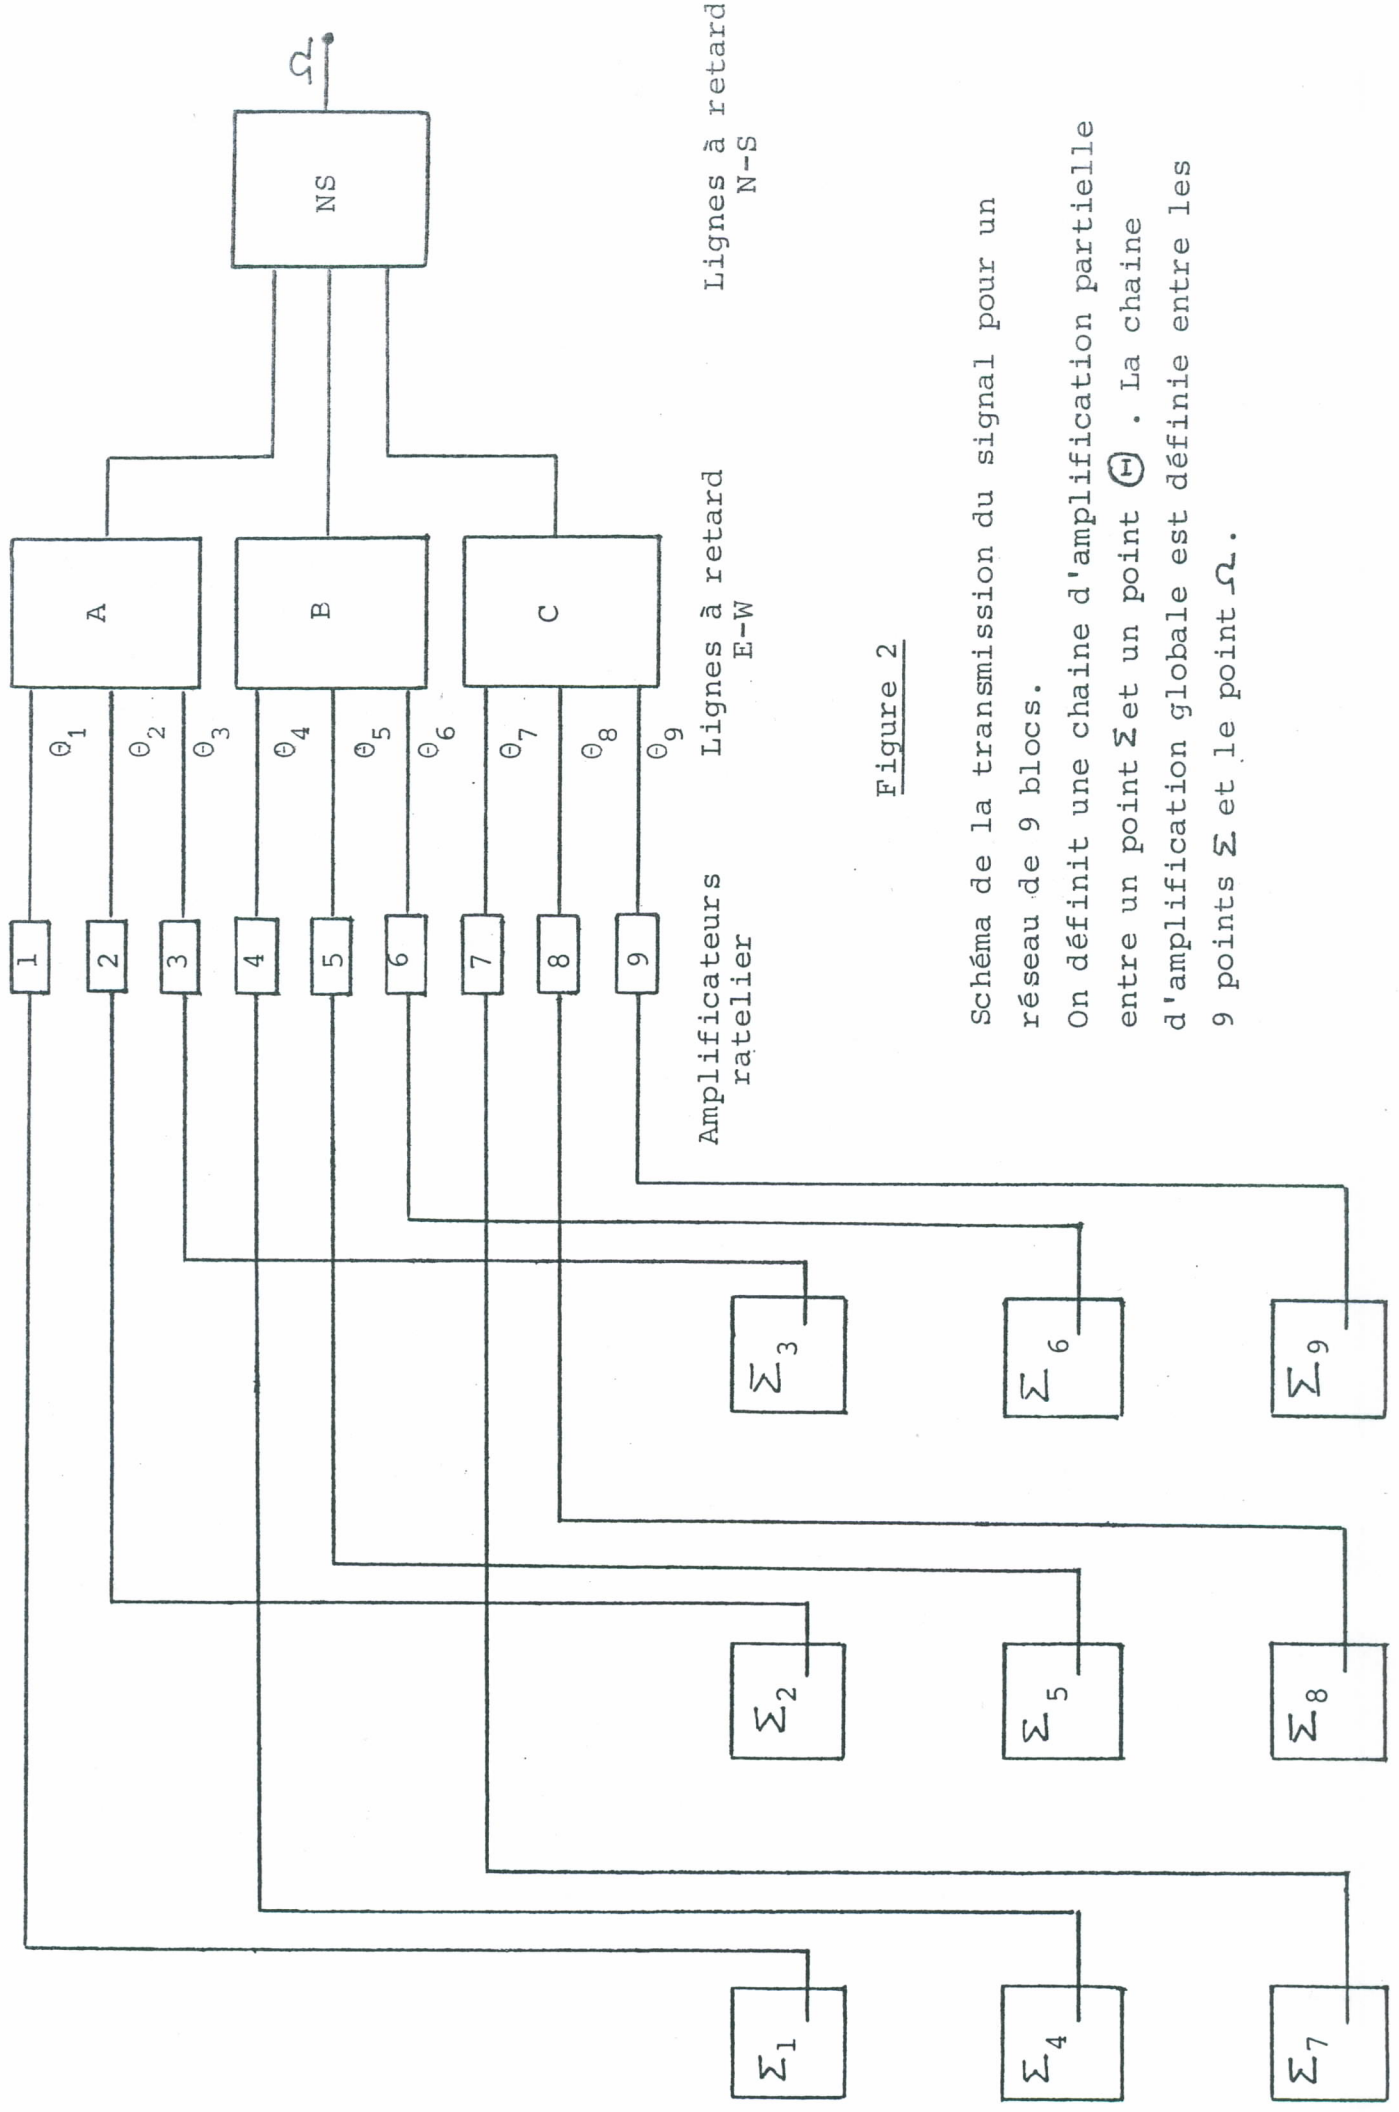 Σ1
Σ2
Σ3
Σ4
Σ5
Σ6
Σ7
Σ8
Σ9
1
2
3
4
5
6
7
8
9
Θ1
Θ2
Θ3
Θ4
Θ5
Θ6
Θ7
Θ8
Θ9
A
B
C
NS
Ω
Amplificateurs
ratelier
Lignes à retard
E-W
Lignes à retard
N-S
Figure 2
Schéma de la transmission du signal pour un
réseau de 9 blocs.
On définit une chaine d'amplification partielle
entre un point Σ et un point Θ. La chaine
d'amplification globale est définie entre les
9 points Σ et le point Ω.